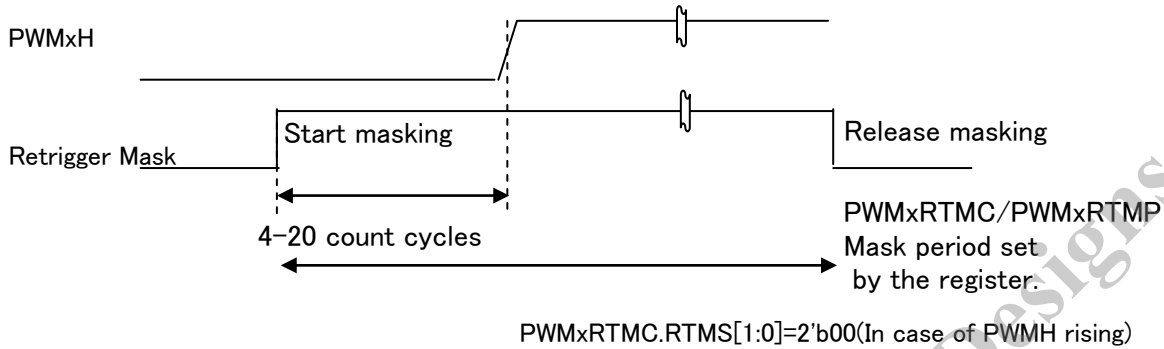 PWMxH
Start masking
Release masking
Retrigger Mask
4-20 count cycles
PWMxRTMC/PWMxRTMP
Mask period set
by the register.
PWMxRTMC.RTMS[1:0]=2'b00(In case of PWMH rising)
Designs